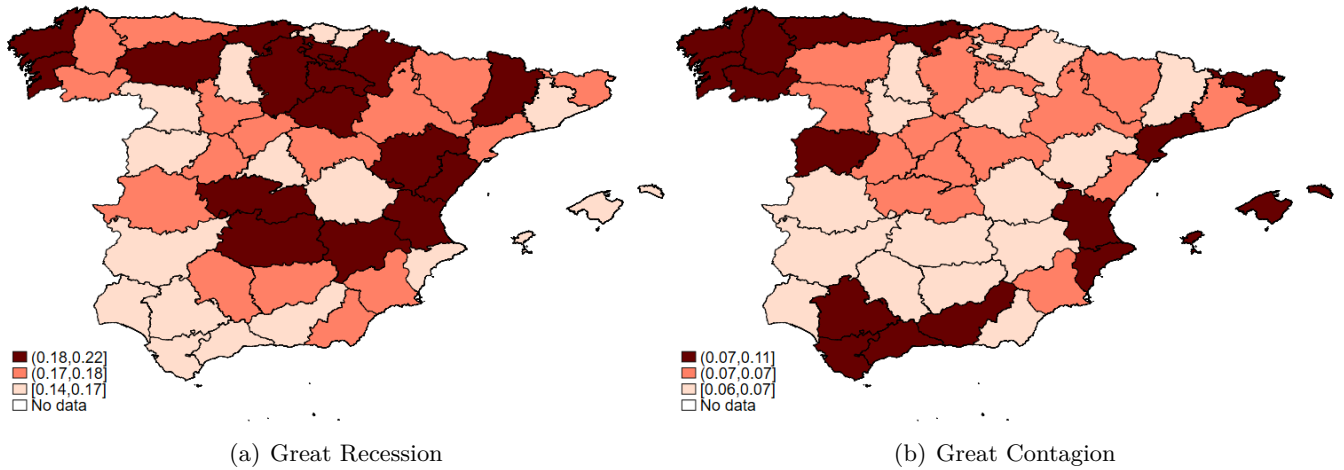 (0.18,0.22]
(0.17,0.18]
[0.14,0.17]
No data
(a) Great Recession
(0.07,0.11]
(0.07,0.07]
[0.06,0.07]
No data
(b) Great Contagion